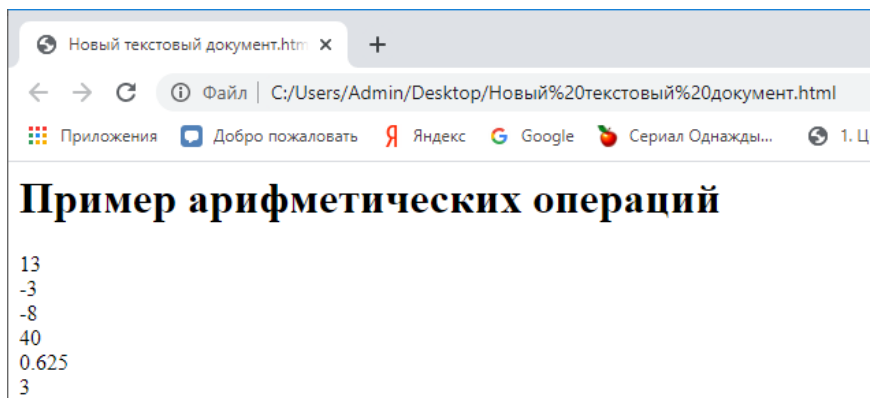 Новый текстовый документ.htm
Файл | C:/Users/Admin/Desktop/Новый%20текстовый%20документ.html
Приложения Добро пожаловать Я Яндекс G Google Сериал Однажды... 1. Ц
Пример арифметических операций
13
-3
-8
40
0.625
3